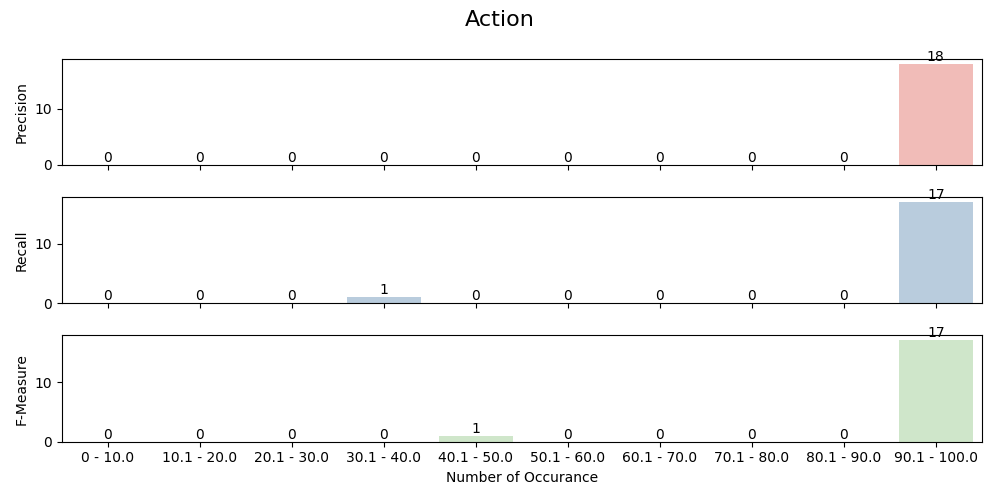 Action
Precision
10
0
0 0 0 0 0 0 0 0 0 18
Recall
10
0
0 0 0 1 0 0 0 0 0 17
F-Measure
10
0
0 0 0 0 1 0 0 0 0 17
0 - 10.0 10.1 - 20.0 20.1 - 30.0 30.1 - 40.0 40.1 - 50.0 50.1 - 60.0 60.1 - 70.0 70.1 - 80.0 80.1 - 90.0 90.1 - 100.0
Number of Occurance